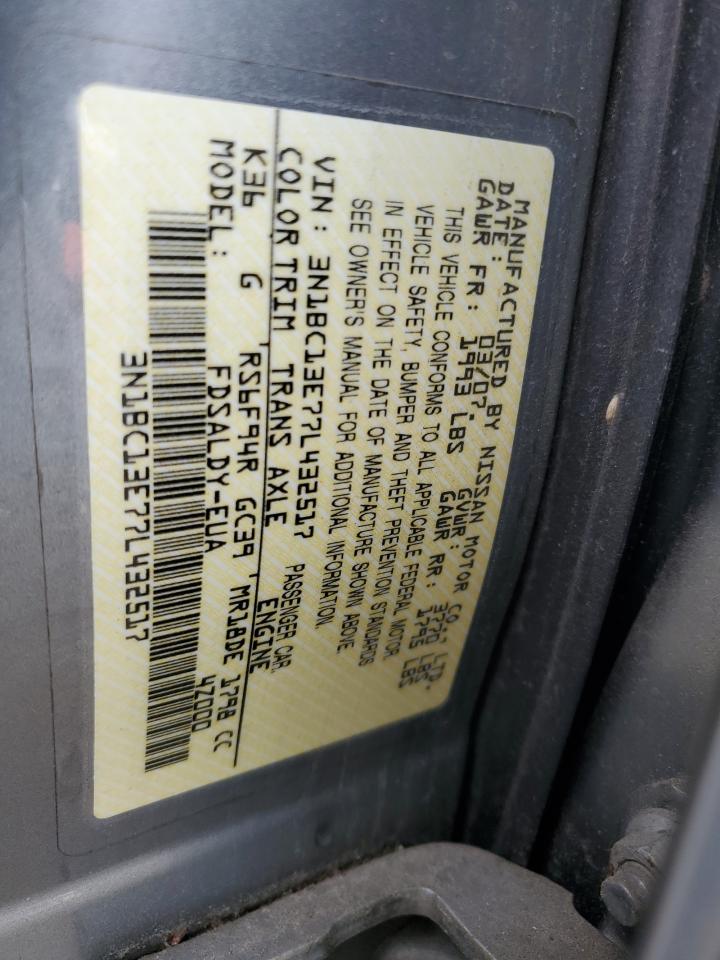 MANUFACTURED BY NISSAN MOTOR CO., LTD.
DATE: 03/07. GVWR: 3770 LBS
GAWR FR: 1993 LBS GAWR RR: 1795 LBS
THIS VEHICLE CONFORMS TO ALL APPLICABLE FEDERAL MOTOR
VEHICLE SAFETY, BUMPER AND THEFT PREVENTION STANDARDS
IN EFFECT ON THE DATE OF MANUFACTURE SHOWN ABOVE.
SEE OWNER'S MANUAL FOR ADDITIONAL INFORMATION.
VIN: 3N1BC13E77L432517 PASSENGER CAR.
COLOR TRIM TRANS AXLE ENGINE
K36 G RS6F94R GC39 MR18DE 1798 CC
MODEL: FDSALDY-EUA 4Z000
3N1BC13E77L432517